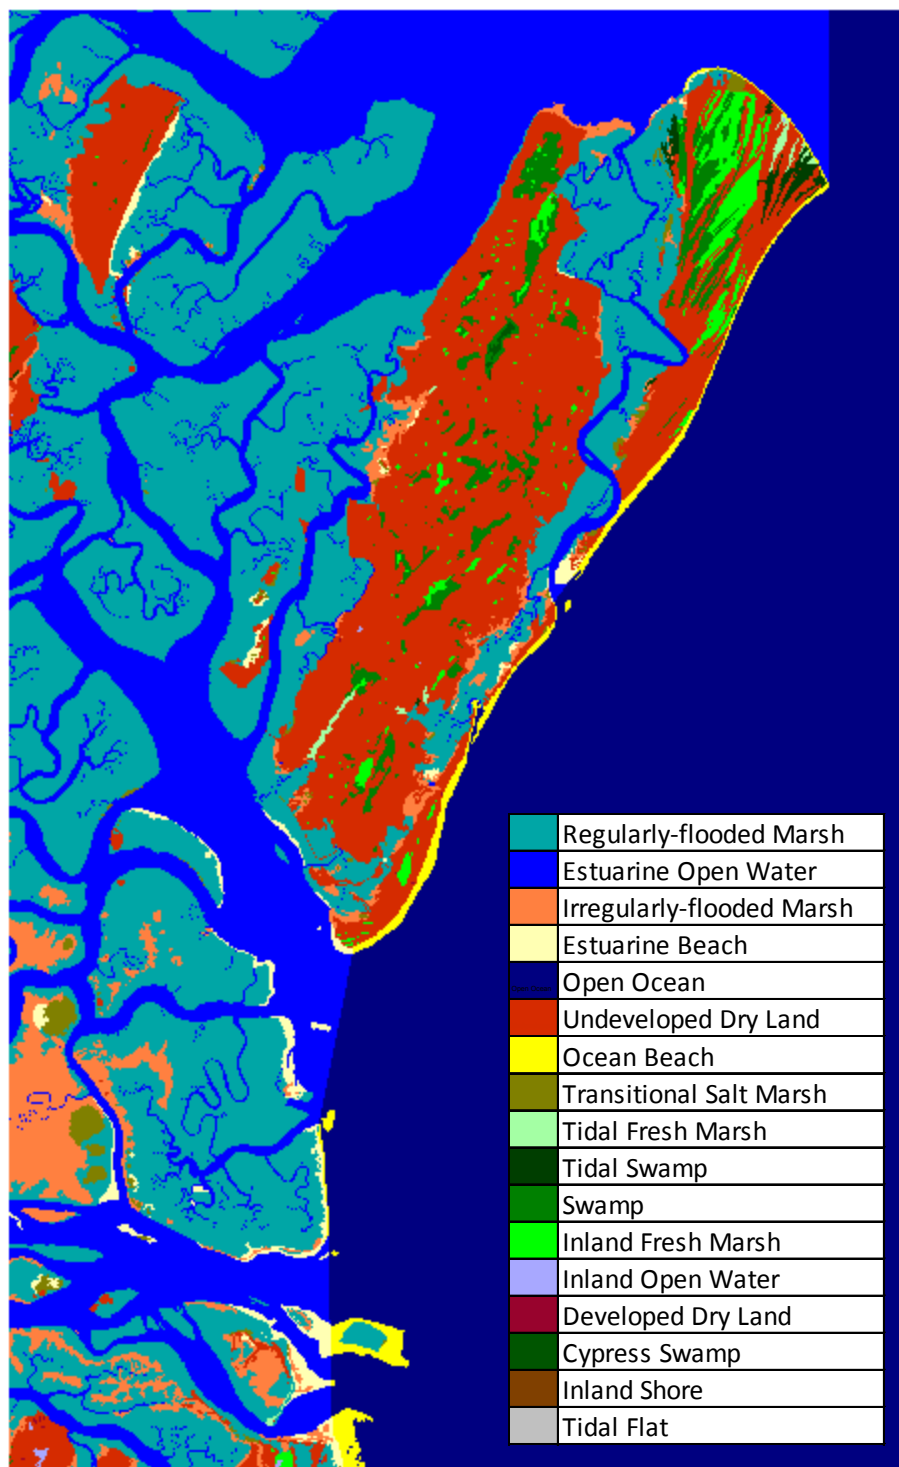 Regularly-flooded Marsh
Estuarine Open Water
Irregularly-flooded Marsh
Estuarine Beach
Open Ocean
Undeveloped Dry Land
Ocean Beach
Transitional Salt Marsh
Tidal Fresh Marsh
Tidal Swamp
Swamp
Inland Fresh Marsh
Inland Open Water
Developed Dry Land
Cypress Swamp
Inland Shore
Tidal Flat